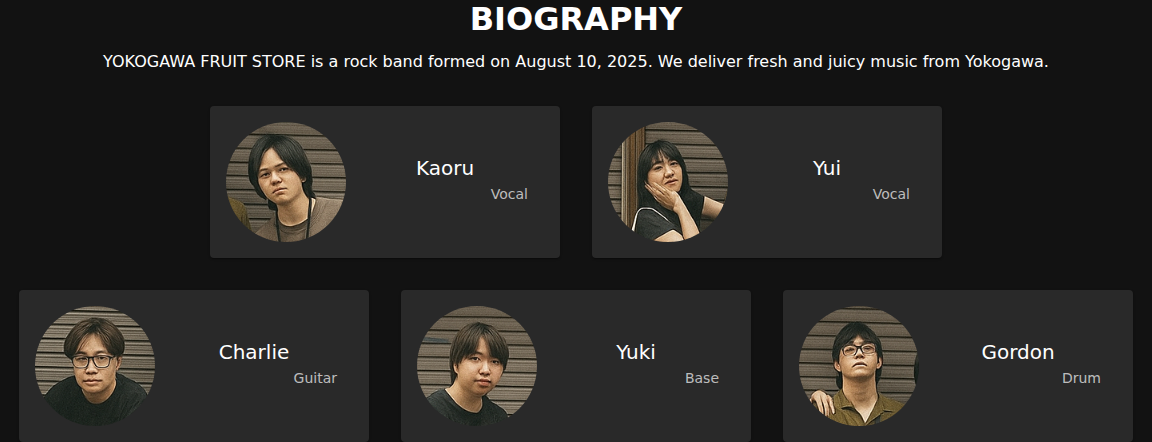 BIOGRAPHY
YOKOGAWA FRUIT STORE is a rock band formed on August 10, 2025. We deliver fresh and juicy music from Yokogawa.
Kaoru
Vocal
Yui
Vocal
Charlie
Guitar
Yuki
Base
Gordon
Drum